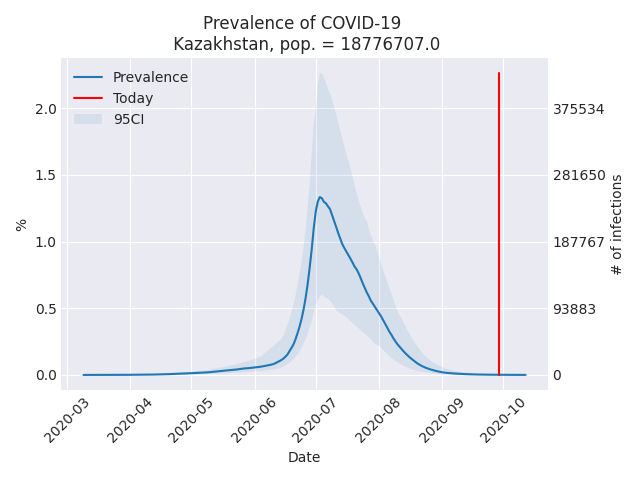 Prevalence of COVID-19
Kazakhstan, pop. = 18776707.0
Prevalence
Today
95CI
2.0
1.5
1.0
0.5
0.0
%
375534
281650
187767
93883
0
# of infections
2020-03
2020-04
2020-05
2020-06
2020-07
2020-08
2020-09
2020-10
Date